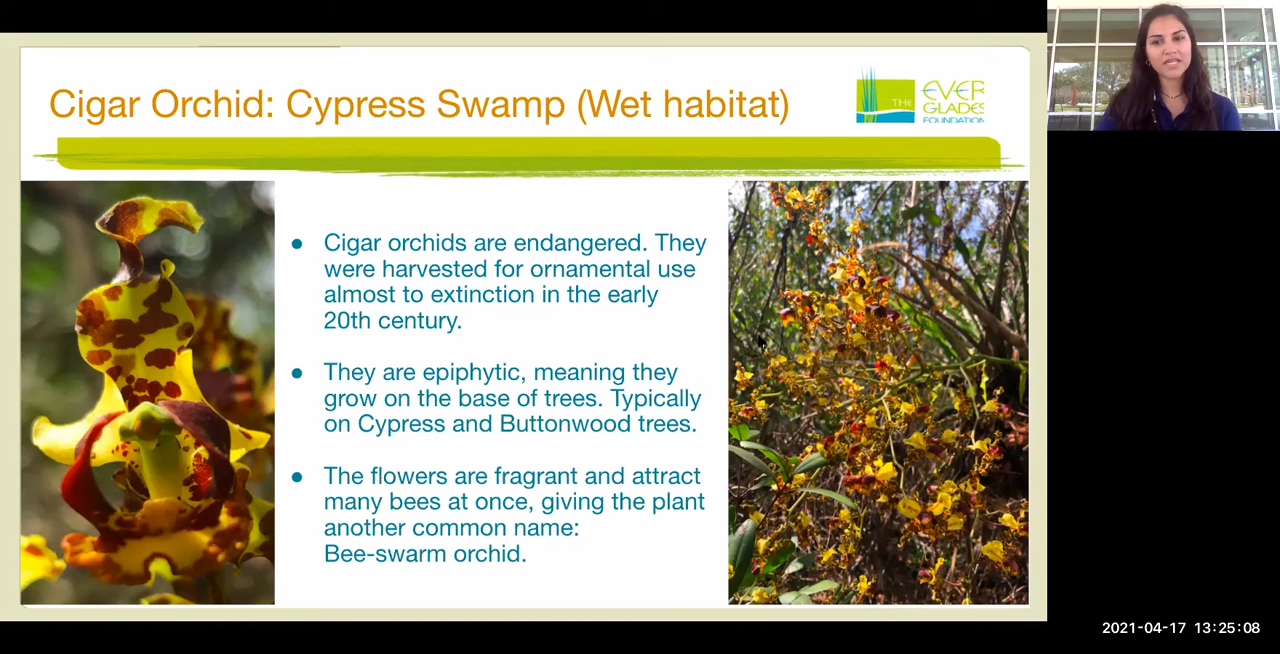 Cigar Orchid: Cypress Swamp (Wet habitat)
THE
EVER
GLADES
FOUNDATION
● Cigar orchids are endangered. They
were harvested for ornamental use
almost to extinction in the early
20th century.
● They are epiphytic, meaning they
grow on the base of trees. Typically
on Cypress and Buttonwood trees.
● The flowers are fragrant and attract
many bees at once, giving the plant
another common name:
Bee-swarm orchid.
2021-04-17 13:25:08